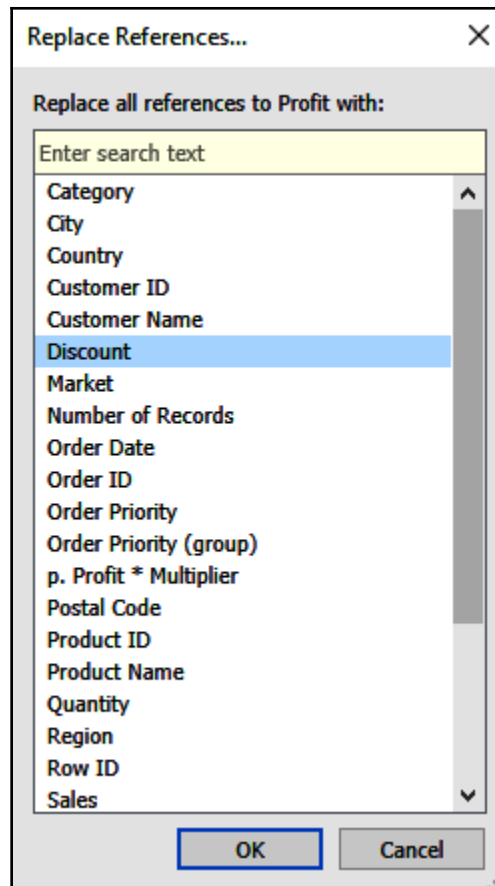 Replace References...
Replace all references to Profit with:
Enter search text
Category
City
Country
Customer ID
Customer Name
Discount
Market
Number of Records
Order Date
Order ID
Order Priority
Order Priority (group)
p. Profit * Multiplier
Postal Code
Product ID
Product Name
Quantity
Region
Row ID
Sales
OK Cancel